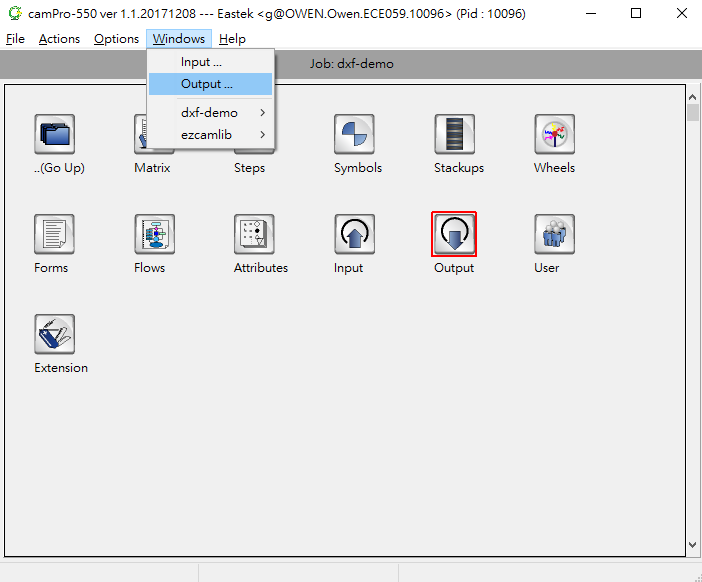 camPro-550 ver 1.1.20171208 --- Eastek <g@OWEN.Owen.ECE059.10096> (Pid : 10096)
File Actions Options Windows Help
Job: dxf-demo
Input ...
Output ...
dxf-demo
ezcamlib
..(Go Up) Matrix Steps Symbols Stackups Wheels
Forms Flows Attributes Input Output User
Extension